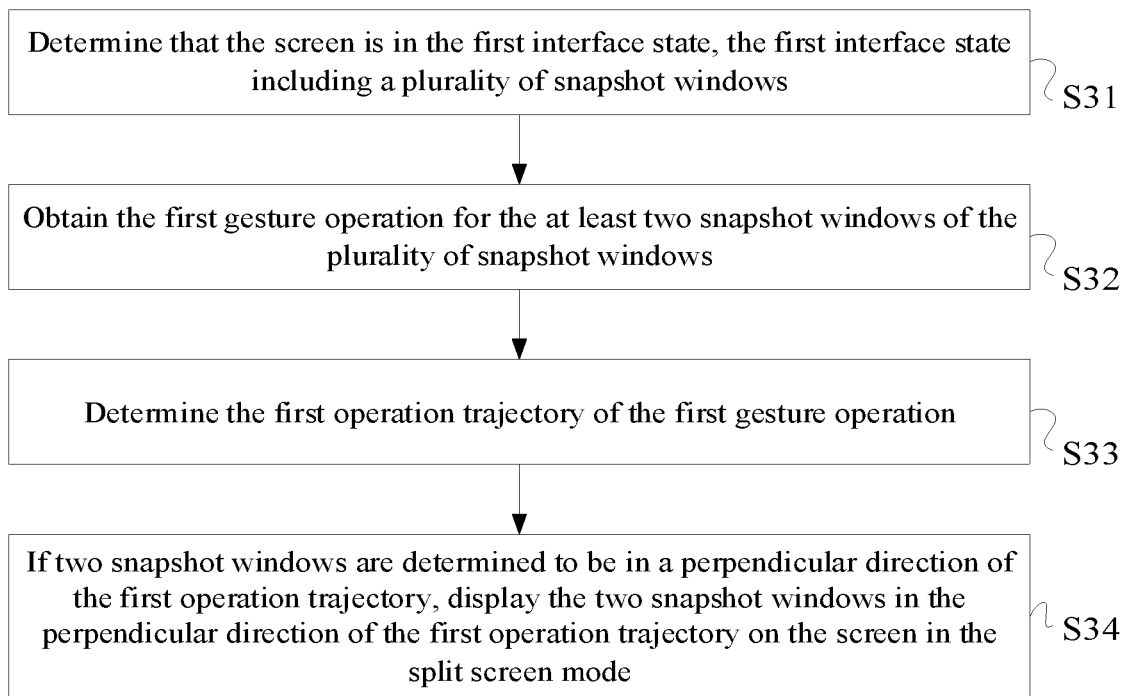 Determine that the screen is in the first interface state, the first interface state
including a plurality of snapshot windows
S31
Obtain the first gesture operation for the at least two snapshot windows of the
plurality of snapshot windows
S32
Determine the first operation trajectory of the first gesture operation
S33
If two snapshot windows are determined to be in a perpendicular direction of
the first operation trajectory, display the two snapshot windows in the
perpendicular direction of the first operation trajectory on the screen in the
split screen mode
S34